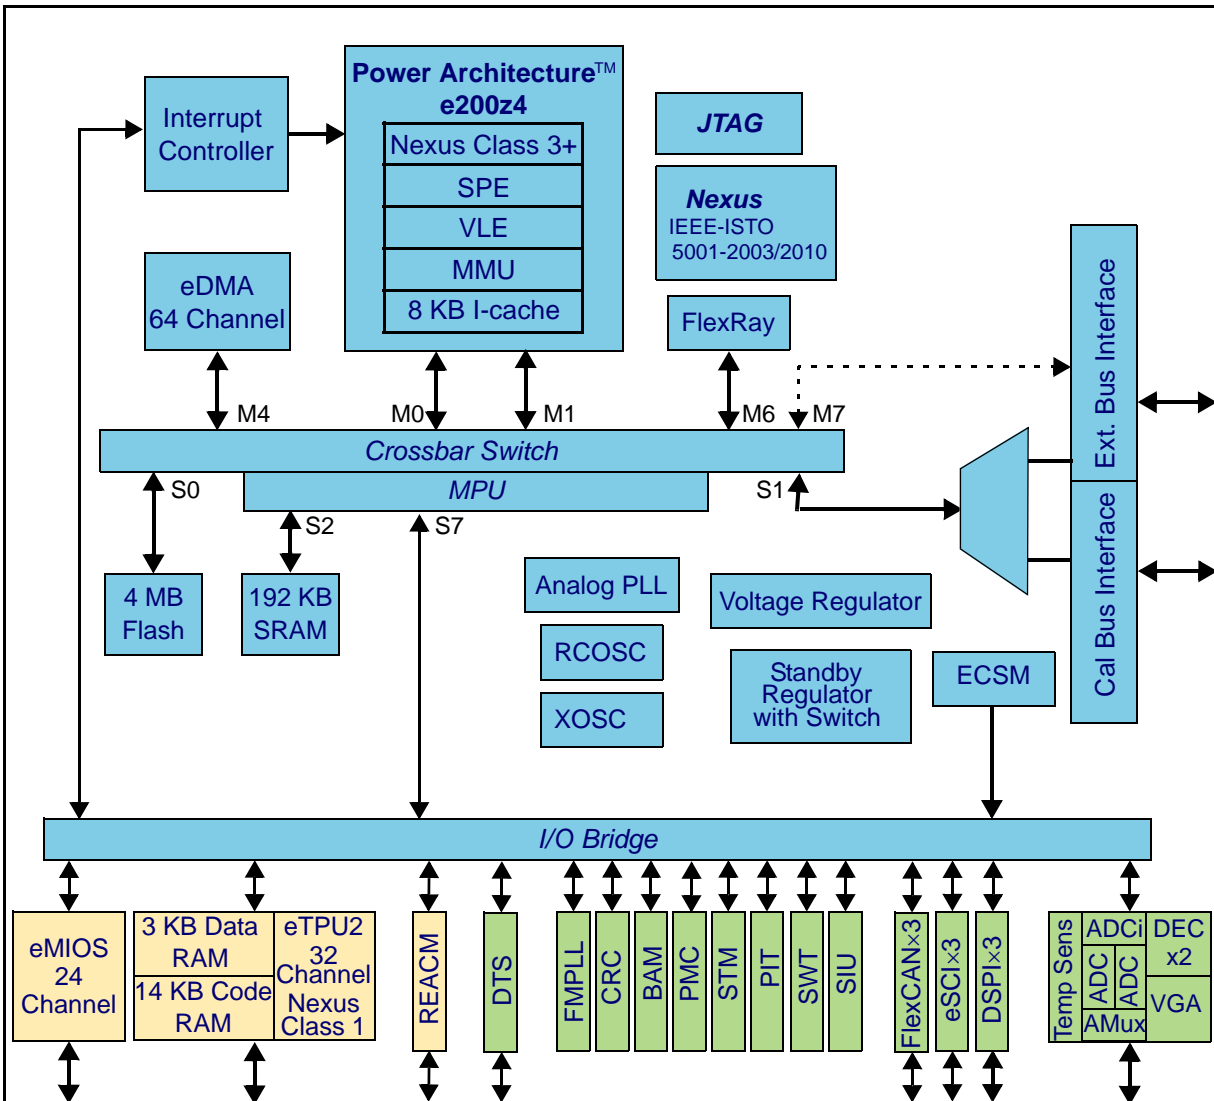 Power Architecture™
e200z4
Nexus Class 3+
SPE
VLE
MMU
8 KB I-cache
Interrupt
Controller
JTAG
Nexus
IEEE-ISTO
5001-2003/2010
eDMA
64 Channel
FlexRay
Ext. Bus Interface
Cal Bus Interface
M4
M0
M1
M6
M7
Crossbar Switch
MPU
S0
S2
S7
S1
4 MB
Flash
192 KB
SRAM
Analog PLL
Voltage Regulator
RCOSC
XOSC
Standby
Regulator
with Switch
ECSM
I/O Bridge
eMIOS
24
Channel
3 KB Data
RAM
14 KB Code
RAM
eTPU2
32
Channel
Nexus
Class 1
REACM
DTS
FMPLL
CRC
BAM
PMC
STM
PIT
SWT
SIU
FlexCAN×3
eSCI×3
DSPI×3
Temp Sens
ADCi
ADC
ADC
AMux
DEC
x2
VGA